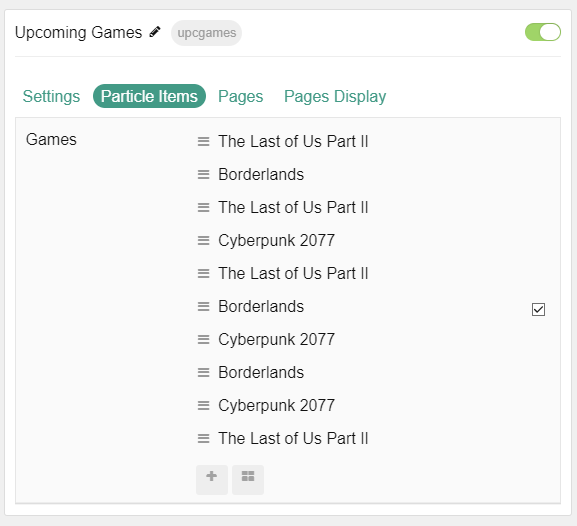 Upcoming Games upcgames
Settings Particle Items Pages Pages Display
Games
The Last of Us Part II
Borderlands
The Last of Us Part II
Cyberpunk 2077
The Last of Us Part II
Borderlands
Cyberpunk 2077
Borderlands
Cyberpunk 2077
The Last of Us Part II